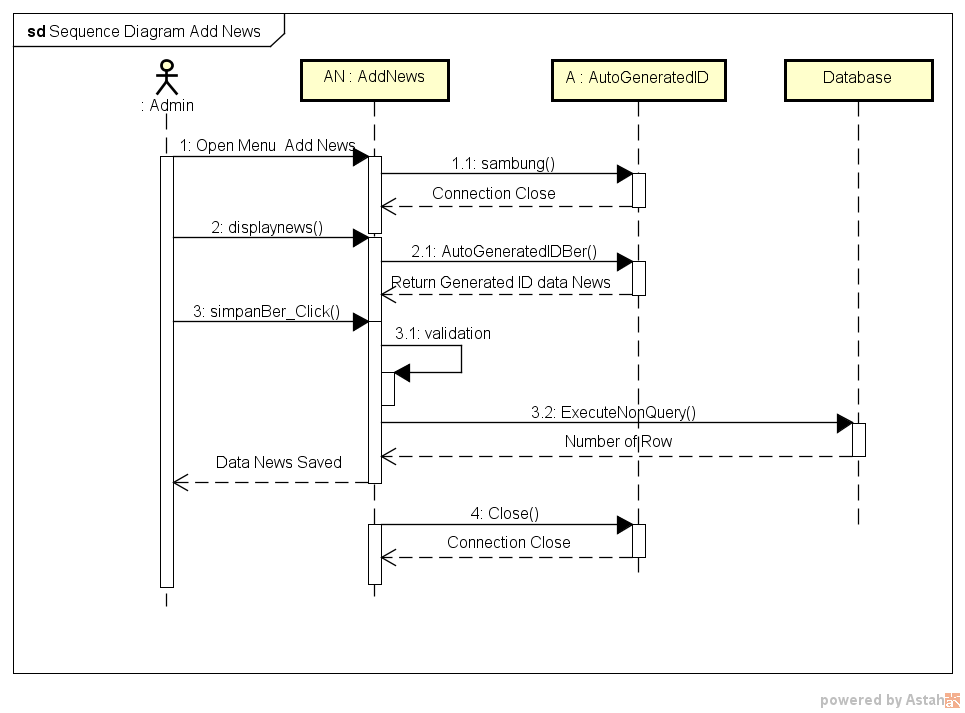 sd Sequence Diagram Add News
: Admin
AN : AddNews
A : AutoGeneratedID
Database
1: Open Menu  Add News
1.1: sambung()
Connection Close
2: displaynews()
2.1: AutoGeneratedIDBer()
Return Generated ID data News
3: simpanBer_Click()
3.1: validation
3.2: ExecuteNonQuery()
Number of Row
Data News Saved
4: Close()
Connection Close
powered by Astah